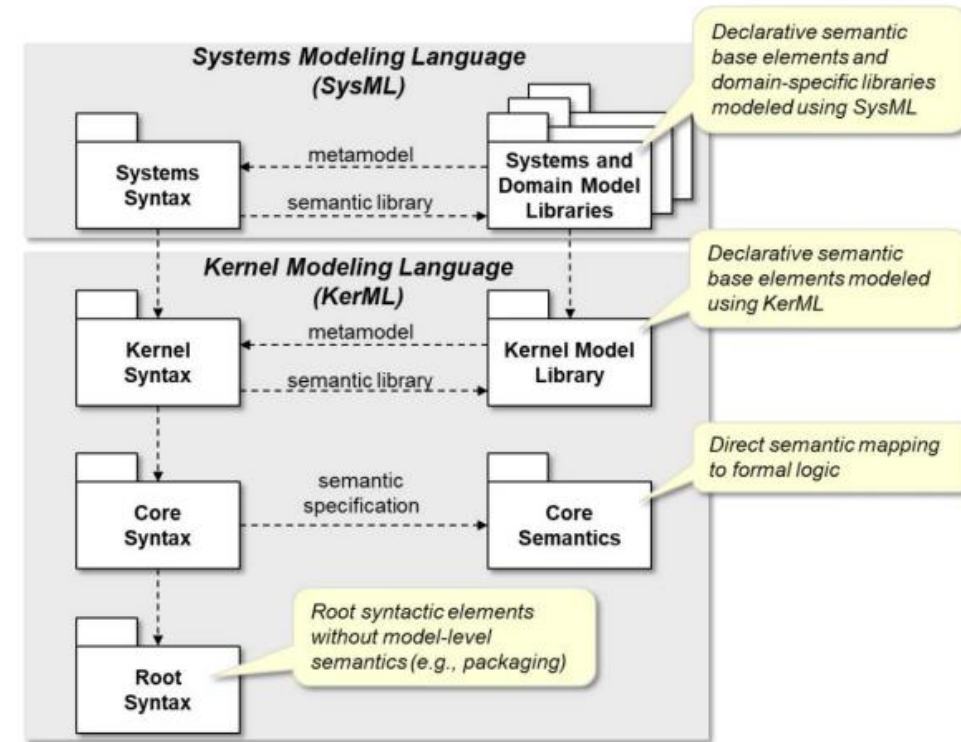 Systems Modeling Language
(SysML)
Declarative semantic
base elements and
domain-specific libraries
modeled using SysML
Systems
Syntax
metamodel
semantic library
Systems and
Domain Model
Libraries
Kernel Modeling Language
(KerML)
Declarative semantic
base elements modeled
using KerML
Kernel
Syntax
metamodel
semantic library
Kernel Model
Library
Core
Syntax
semantic
specification
Core
Semantics
Direct semantic mapping
to formal logic
Root
Syntax
Root syntactic elements
without model-level
semantics (e.g., packaging)